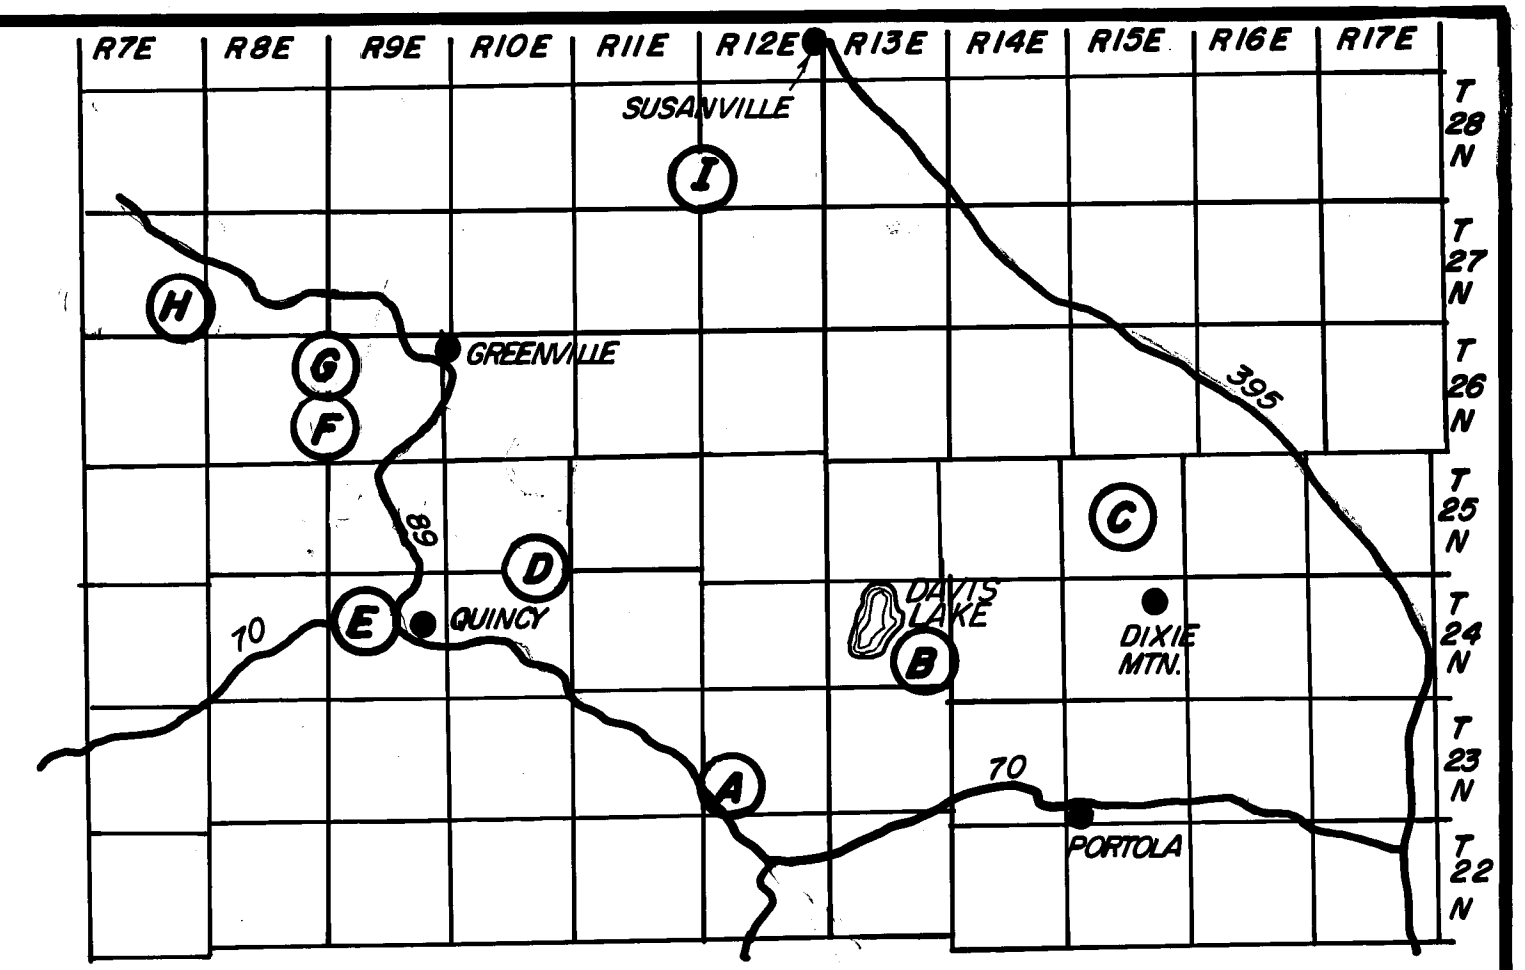 R7E R8E R9E R10E R11E R12E R13E R14E R15E R16E R17E
SUSANVILLE
T
28
N
I
T
27
N
H
GREENVILLE
T
26
N
G
395
F
T
25
N
C
89
D
DAVIS
LAKE
T
24
N
E
QUINCY
70
DIXIE
MTN.
B
T
23
N
70
A
PORTOLA
T
22
N